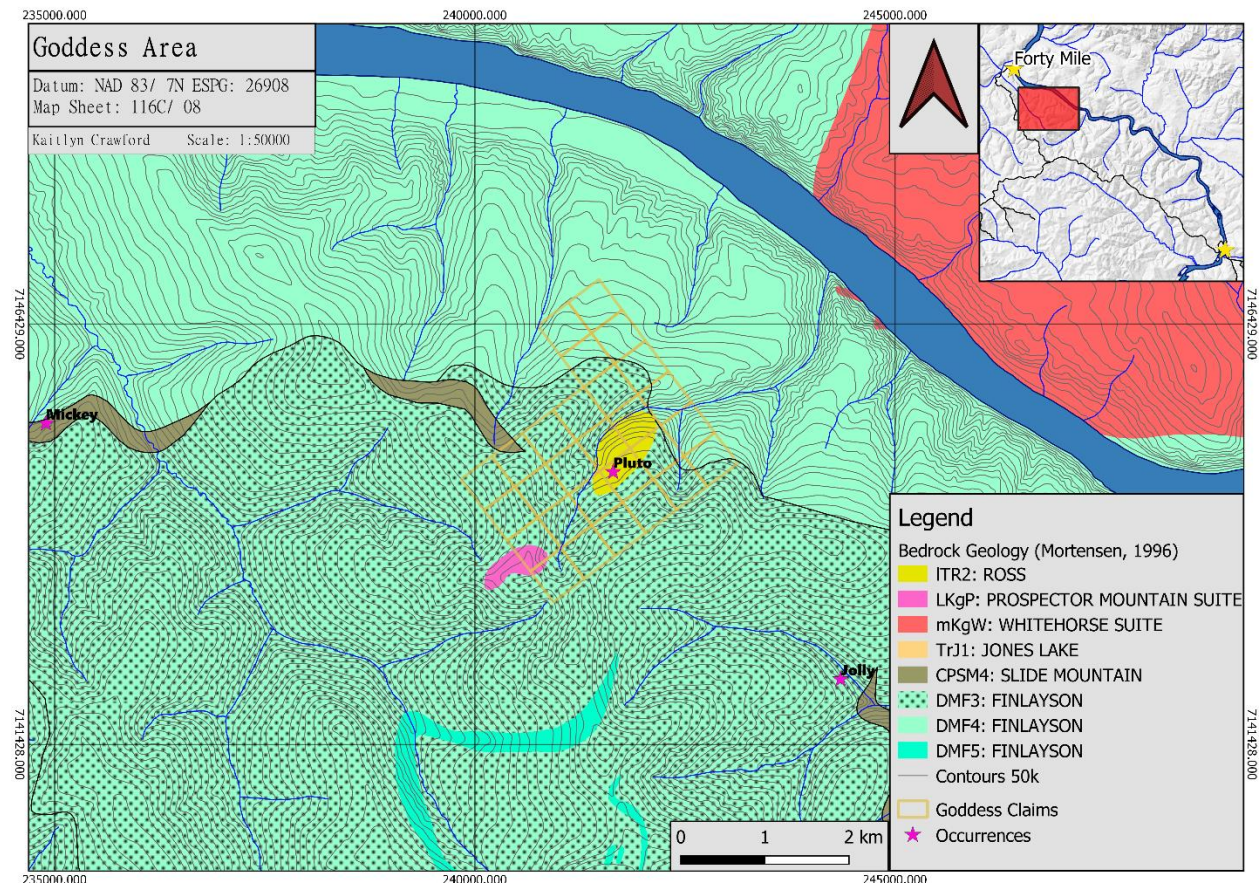 235000.000
240000.000
245000.000
Goddess Area
Datum: NAD 83/ 7N ESPG: 26908
Map Sheet: 116C/ 08
Kaitlyn Crawford Scale: 1:50000
Forty Mile
7146429.000
7146429.000
Mickey
Pluto
Jolly
7141428.000
7141428.000
Legend
Bedrock Geology (Mortensen, 1996)
lTR2: ROSS
LKgP: PROSPECTOR MOUNTAIN SUITE
mKgW: WHITEHORSE SUITE
TrJ1: JONES LAKE
CPSM4: SLIDE MOUNTAIN
DMF3: FINLAYSON
DMF4: FINLAYSON
DMF5: FINLAYSON
Contours 50k
Goddess Claims
Occurrences
0 1 2 km
235000.000
240000.000
245000.000